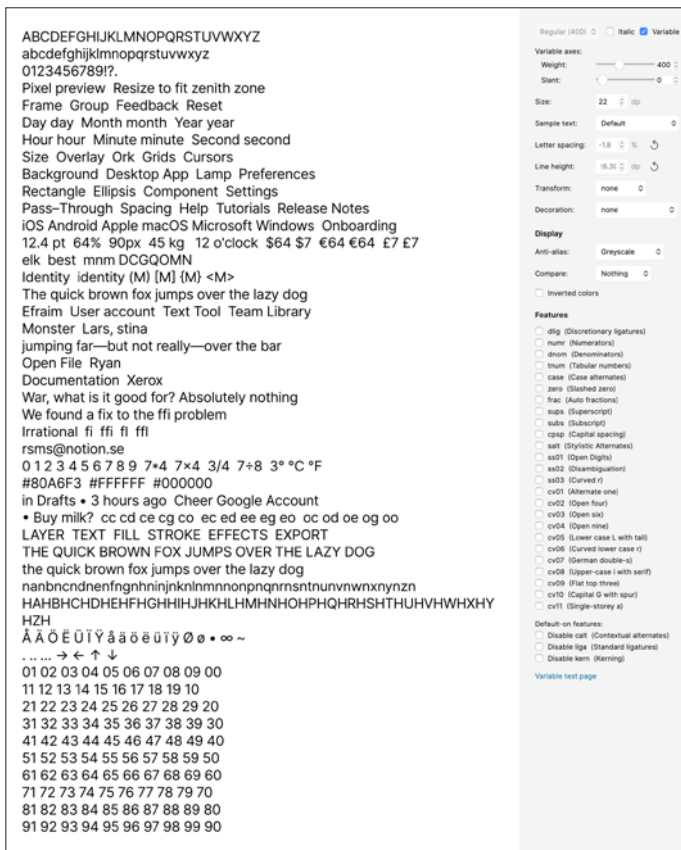 ABCDEFGHIJKLMNOPQRSTUVWXYZ
abcdefghijklmnopqrstuvwxyz
0123456789!?.
Pixel preview  Resize to fit zenith zone
Frame  Group  Feedback  Reset
Day day  Month month  Year year
Hour hour  Minute minute  Second second
Size  Overlay  Ork  Grids  Cursors
Background  Desktop App  Lamp  Preferences
Rectangle  Ellipsis  Component  Settings
Pass–Through  Spacing  Help  Tutorials  Release Notes
iOS Android Apple macOS Microsoft Windows  Onboarding
12.4 pt  64%  90px  45 kg   12 o'clock  $64 $7  €64 €64  £7 £7
elk  best  mnm DCGQOMN
Identity  identity (M) [M] {M} <M>
The quick brown fox jumps over the lazy dog
Efraim  User account  Text Tool  Team Library
Monster  Lars, stina
jumping far—but not really—over the bar
Open File  Ryan
Documentation  Xerox
War, what is it good for? Absolutely nothing
We found a fix to the ffi problem
Irrational  fi  ffi  fl  ffl
rsms@notion.se
0 1 2 3 4 5 6 7 8 9  7*4  7×4  3/4  7÷8  3° °C °F
#80A6F3  #FFFFFF  #000000
in Drafts • 3 hours ago  Cheer Google Account
• Buy milk?  cc cd ce cg co  ec ed ee eg eo  oc od oe og oo
LAYER  TEXT  FILL  STROKE  EFFECTS  EXPORT
THE QUICK BROWN FOX JUMPS OVER THE LAZY DOG
the quick brown fox jumps over the lazy dog
nanbncndnenfngnhninjnknlnmnnonpnqnrnsntnunvnwnxnynzn
HAHBHCHDHEHFHGHHIHJHKHLHMHNHOHPHQHRHSHTHUHVHWHXHY
HZH
Å Ä Ö Ë Ü Ï Ÿ å ä ö ë ü ï ÿ Ø ø • ∞ ~
. .. ... → ← ↑ ↓
01 02 03 04 05 06 07 08 09 00
11 12 13 14 15 16 17 18 19 10
21 22 23 24 25 26 27 28 29 20
31 32 33 34 35 36 37 38 39 30
41 42 43 44 45 46 47 48 49 40
51 52 53 54 55 56 57 58 59 50
61 62 63 64 65 66 67 68 69 60
71 72 73 74 75 76 77 78 79 70
81 82 83 84 85 86 87 88 89 80
91 92 93 94 95 96 97 98 99 90
Regular (400)  Italic  Variable
Variable axes:
Weight:  400
Slant:  0
Size:  22  dp
Sample text:  Default
Letter spacing:  -1.8  %
Line height:  dp
Transform:  none
Decoration:  none
Display
Anti-alias:  Greyscale
Compare:  Nothing
Inverted colors
Features
dlig  (Discretionary ligatures)
numr  (Numerators)
dnom  (Denominators)
tnum  (Tabular numbers)
case  (Case alternates)
zero  (Slashed zero)
frac  (Auto fractions)
sups  (Superscript)
subs  (Subscript)
cpsp  (Capital spacing)
salt  (Stylistic Alternates)
ss01  (Open Digits)
ss02  (Disambiguation)
ss03  (Curved r)
cv01  (Alternate one)
cv02  (Open four)
cv03  (Open six)
cv04  (Open nine)
cv05  (Lower case L with tail)
cv06  (Curved lower case r)
cv07  (German double-s)
cv08  (Upper-case i with serif)
cv09  (Flat top three)
cv10  (Capital G with spur)
cv11  (Single-storey a)
Default-on features:
Disable calt  (Contextual alternates)
Disable liga  (Standard ligatures)
Disable kern  (Kerning)
Variable test page